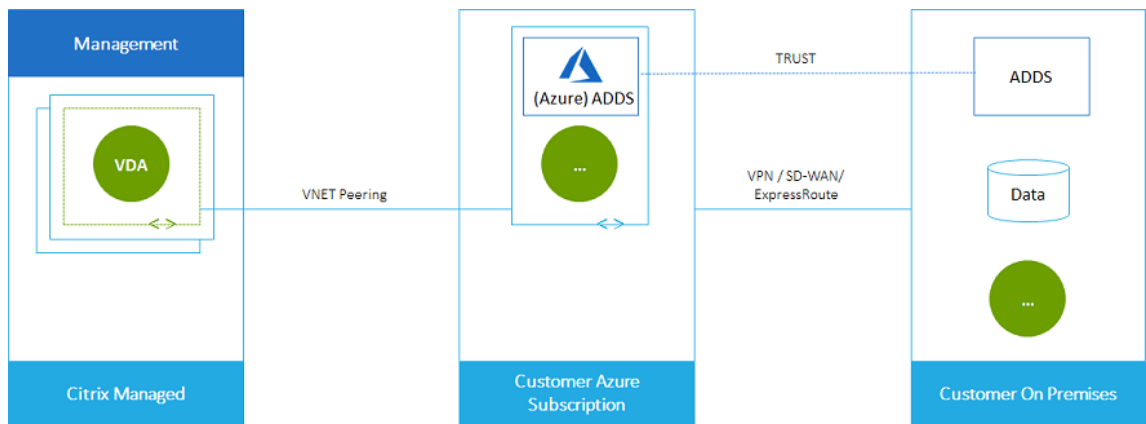 Management
VDA
VNET Peering
Citrix Managed
(Azure) ADDS
...
Customer Azure
Subscription
TRUST
VPN / SD-WAN/
ExpressRoute
ADDS
Data
...
Customer On Premises